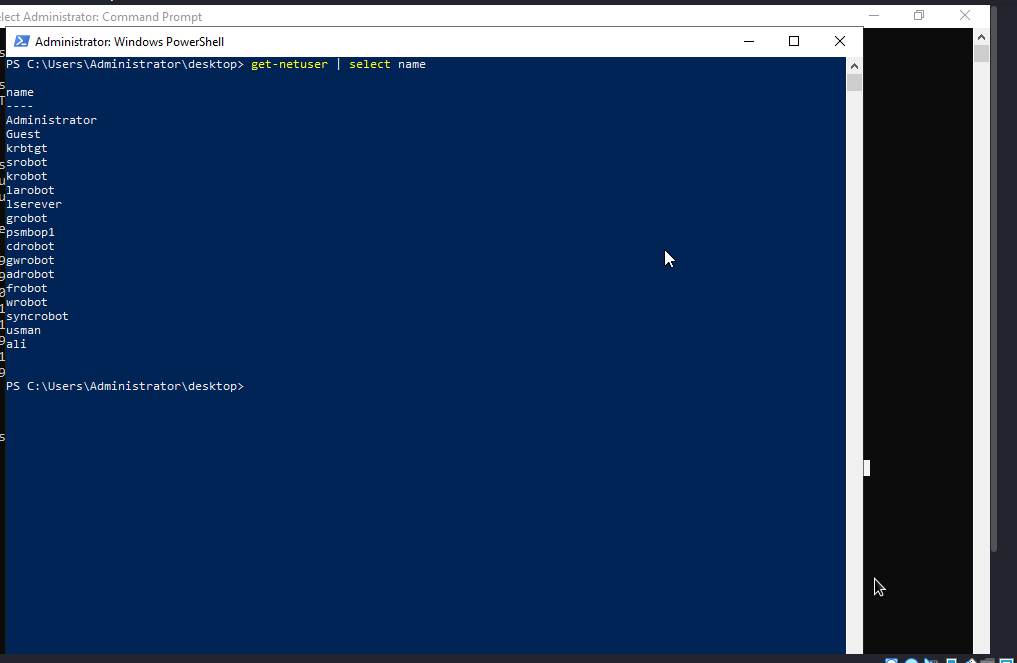 elect Administrator: Command Prompt
Administrator: Windows PowerShell
PS C:\Users\Administrator\desktop> get-netuser | select name
name
----
Administrator
Guest
krbtgt
srobot
krobot
larobot
lserever
grobot
psmbop1
cdrobot
gwrobot
adrobot
frobot
wrobot
syncrobot
usman
ali
PS C:\Users\Administrator\desktop>